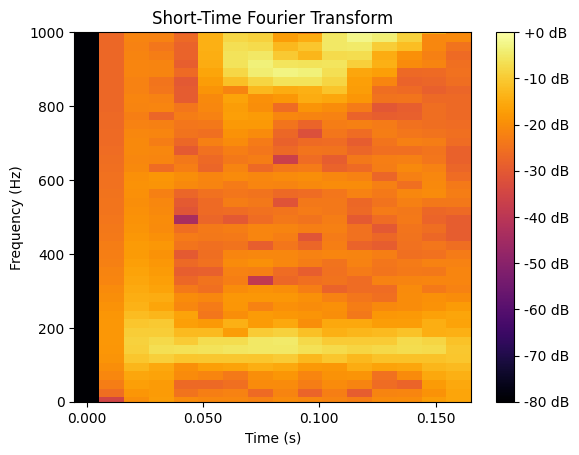 Short-Time Fourier Transform
1000
800
600
400
200
0
Frequency (Hz)
0.000
0.050
0.100
0.150
Time (s)
+0 dB
-10 dB
-20 dB
-30 dB
-40 dB
-50 dB
-60 dB
-70 dB
-80 dB